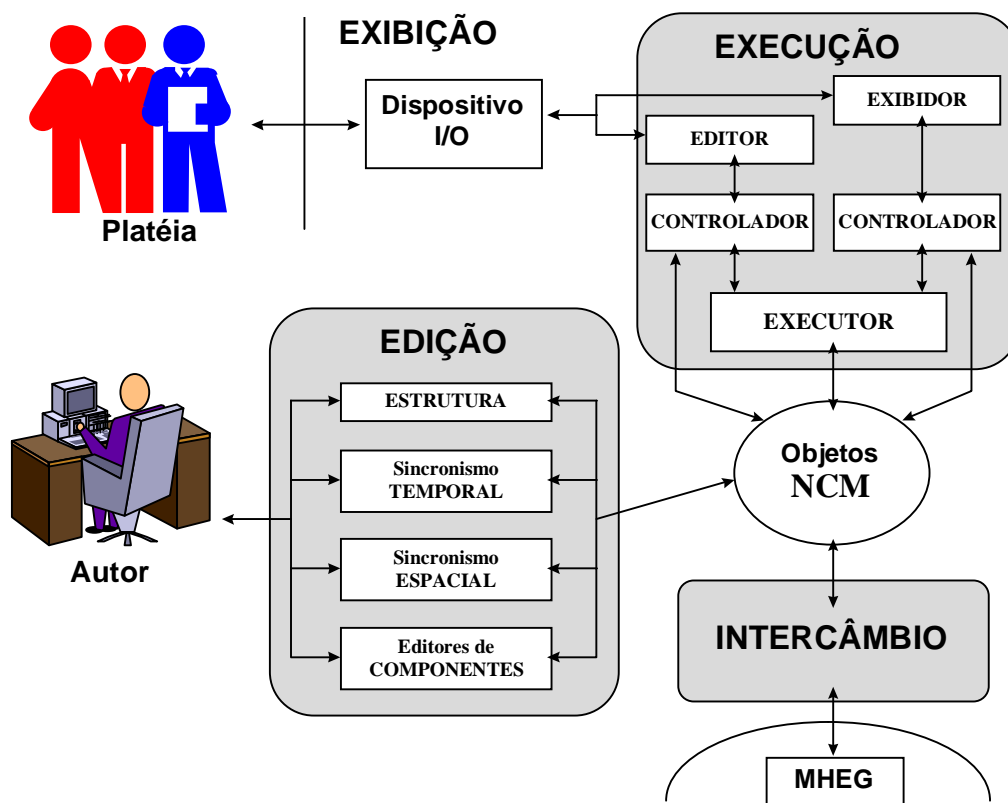 EXIBIÇÃO
EXECUÇÃO
Dispositivo
I/O
EXIBIDOR
EDITOR
Platéia
CONTROLADOR
CONTROLADOR
EXECUTOR
EDIÇÃO
ESTRUTURA
Sincronismo
TEMPORAL
Sincronismo
ESPACIAL
Editores de
COMPONENTES
Autor
Objetos
NCM
INTERCÂMBIO
MHEG